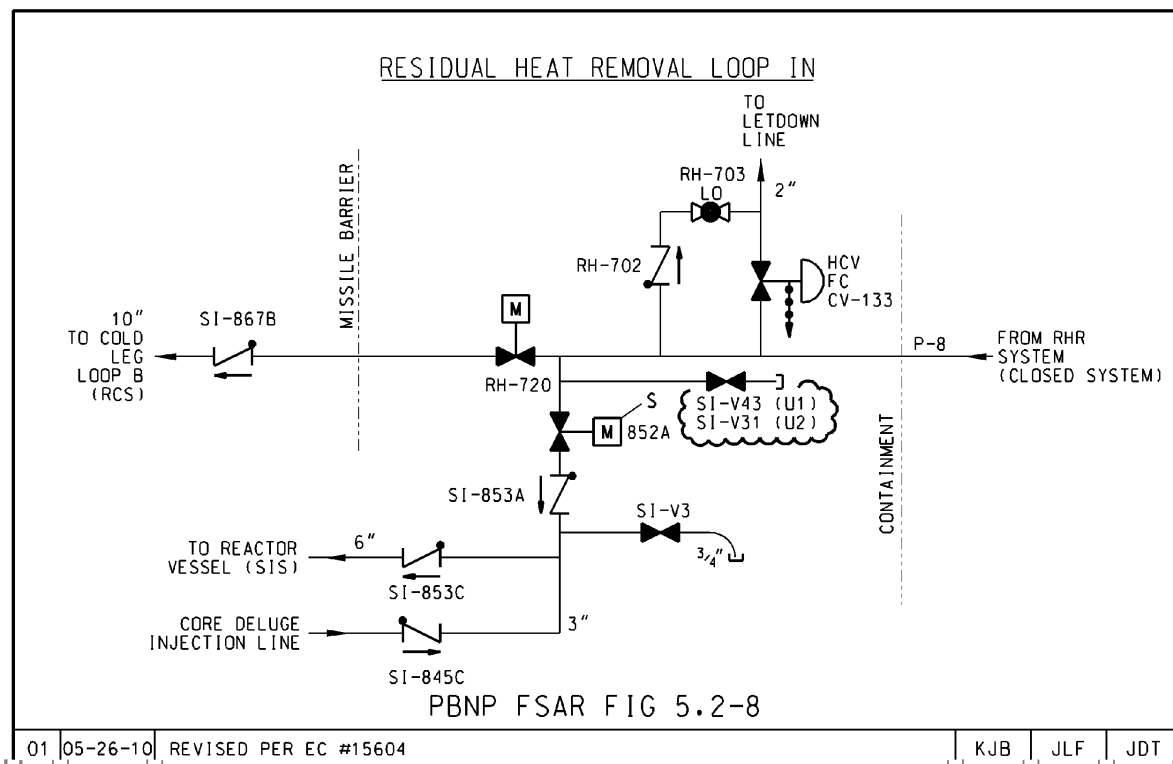 RESIDUAL HEAT REMOVAL LOOP IN
TO
LETDOWN
LINE
2"
RH-703
LO
MISSILE BARRIER
RH-702
HCV
FC
CV-133
M
10"
TO COLD
LEG
LOOP B
(RCS)
SI-867B
RH-720
P-8
FROM RHR
SYSTEM
(CLOSED SYSTEM)
SI-V43 (U1)
SI-V31 (U2)
S
M
852A
CONTAINMENT
SI-853A
SI-V3
3/4"
TO REACTOR
VESSEL (SIS)
6"
SI-853C
CORE DELUGE
INJECTION LINE
3"
SI-845C
PBNP FSAR FIG 5.2-8
01 05-26-10 REVISED PER EC #15604 KJB JLF JDT